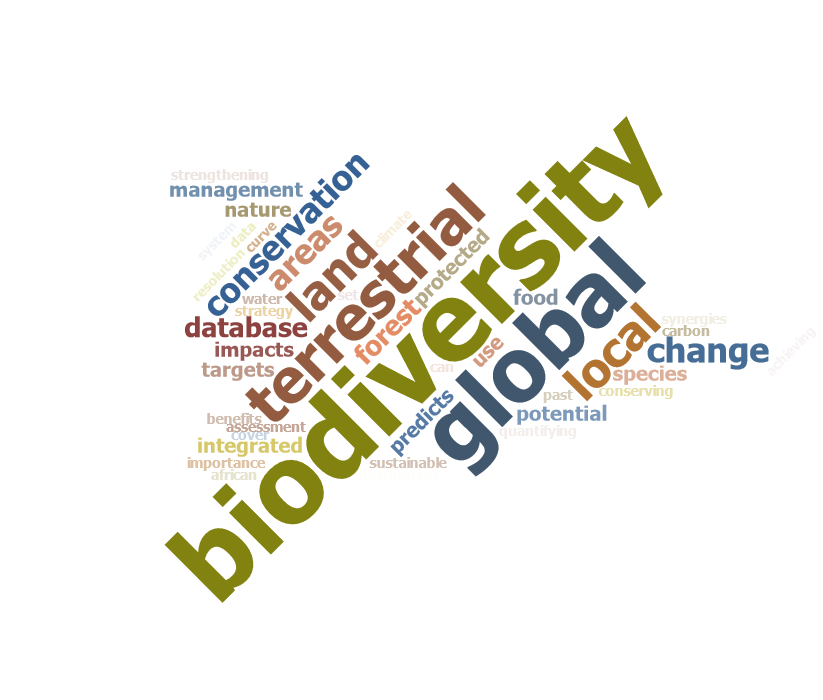 strengthening
management
nature
conservation
system
data
curve
resolution
areas
climate
land
terrestrial
biodiversity
protected
water
set
strategy
food
global
database
forest
local
synergies
carbon
achieving
impacts
use
change
targets
can
species
conserving
past
predicts
potential
benefits
assessment
cover
quantifying
integrated
importance
sustainable
african